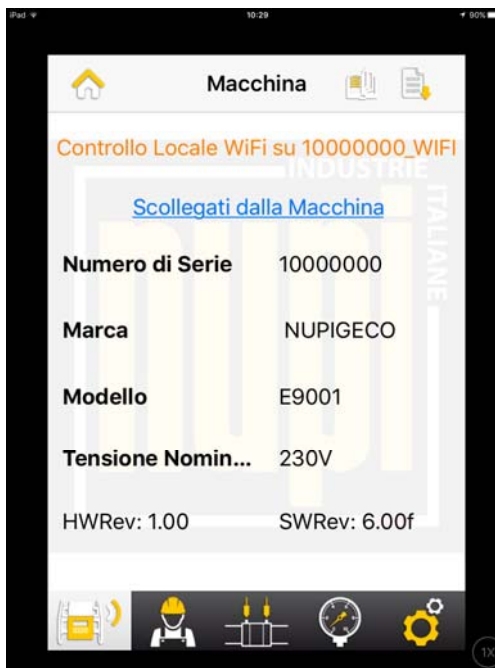 iPad 10:29 90%
Macchina
Controllo Locale WiFi su 10000000_WIFI
Scollegati dalla Macchina
Numero di Serie 10000000
Marca NUPIGECO
Modello E9001
Tensione Nomin... 230V
HWRev: 1.00 SWRev: 6.00f
INDUSTRIE
ITALIANE
nupi
1X